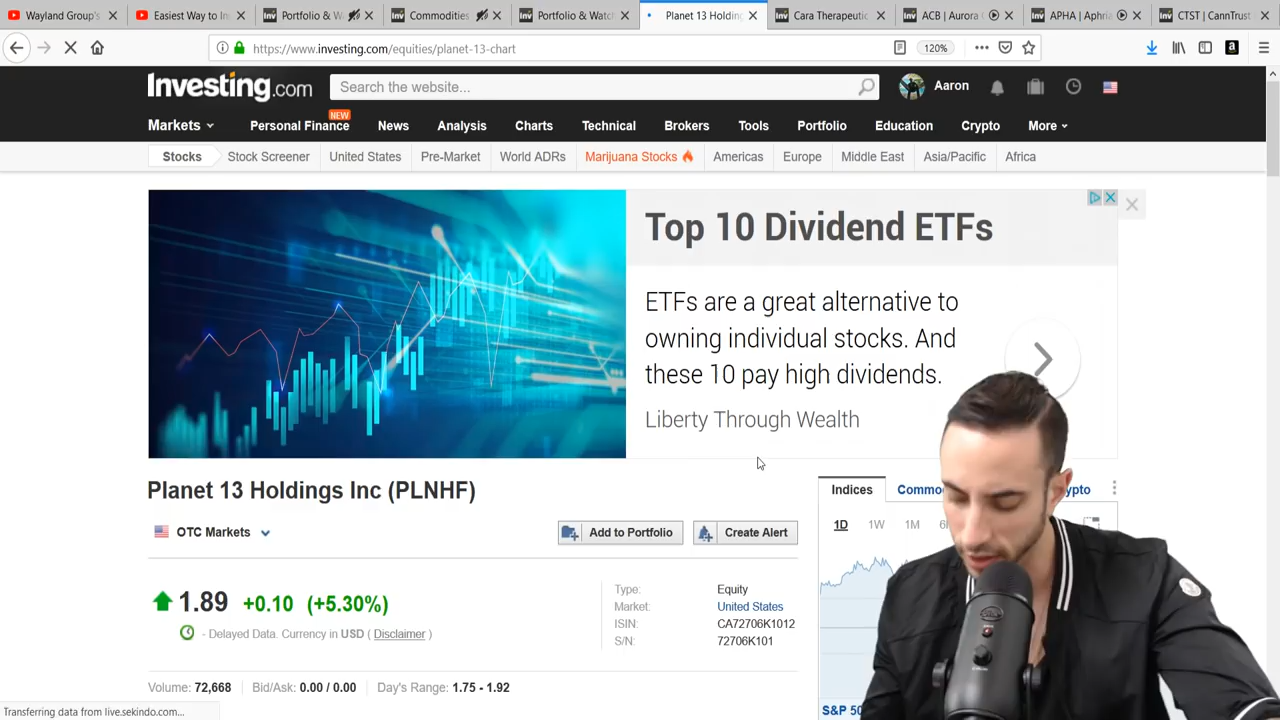 Wayland Group's
Easiest Way to In
Portfolio & W
Commodities
Portfolio & Watch
Planet 13 Holding
Cara Therapeutic
ACB | Aurora
APHA | Aphri
CTST | CannTrust
https://www.investing.com/equities/planet-13-chart
120%
Investing.com
Search the website...
Aaron
NEW
Markets
Personal Finance
News
Analysis
Charts
Technical
Brokers
Tools
Portfolio
Education
Crypto
More
Stocks
Stock Screener
United States
Pre-Market
World ADRs
Marijuana Stocks
Americas
Europe
Middle East
Asia/Pacific
Africa
Top 10 Dividend ETFs
ETFs are a great alternative to
owning individual stocks. And
these 10 pay high dividends.
Liberty Through Wealth
Planet 13 Holdings Inc (PLNHF)
OTC Markets
Add to Portfolio
Create Alert
1.89 +0.10 (+5.30%)
- Delayed Data. Currency in USD ( Disclaimer )
Type: Equity
Market: United States
ISIN: CA72706K1012
S/N: 72706K101
Volume: 72,668
Bid/Ask: 0.00 / 0.00
Day's Range: 1.75 - 1.92
Indices
Commo
ypto
1D
1W
1M
S&P 50
Transferring data from live.sekindo.com...